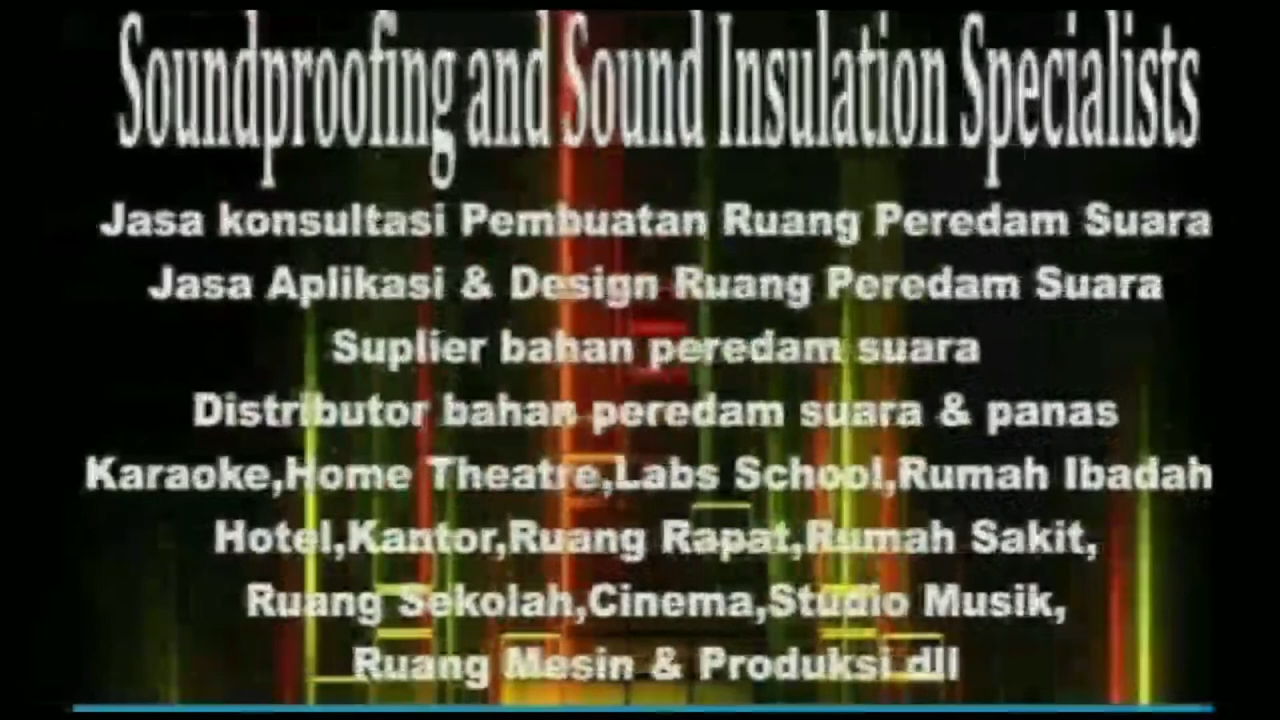 Soundproofing and Sound Insulation Specialists
Jasa konsultasi Pembuatan Ruang Peredam Suara
Jasa Aplikasi & Design Ruang Peredam Suara
Suplier bahan peredam suara
Distributor bahan peredam suara & panas
Karaoke,Home Theatre,Labs School,Rumah Ibadah
Hotel,Kantor,Ruang Rapat,Rumah Sakit,
Ruang Sekolah,Cinema,Studio Musik,
Ruang Mesin & Produksi dll